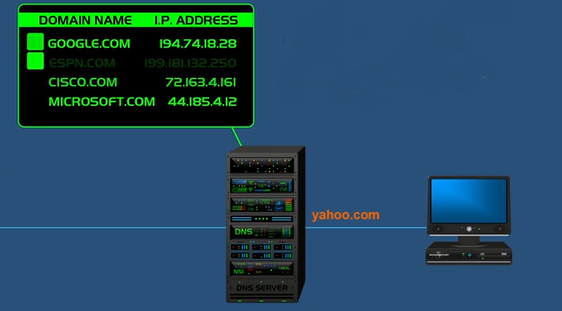 DOMAIN NAME I.P. ADDRESS
GOOGLE.COM 194.74.18.28
ESPN.COM 199.181.132.250
CISCO.COM 72.163.4.161
MICROSOFT.COM 44.185.4.12
yahoo.com
DNS
NSI
DNS SERVER